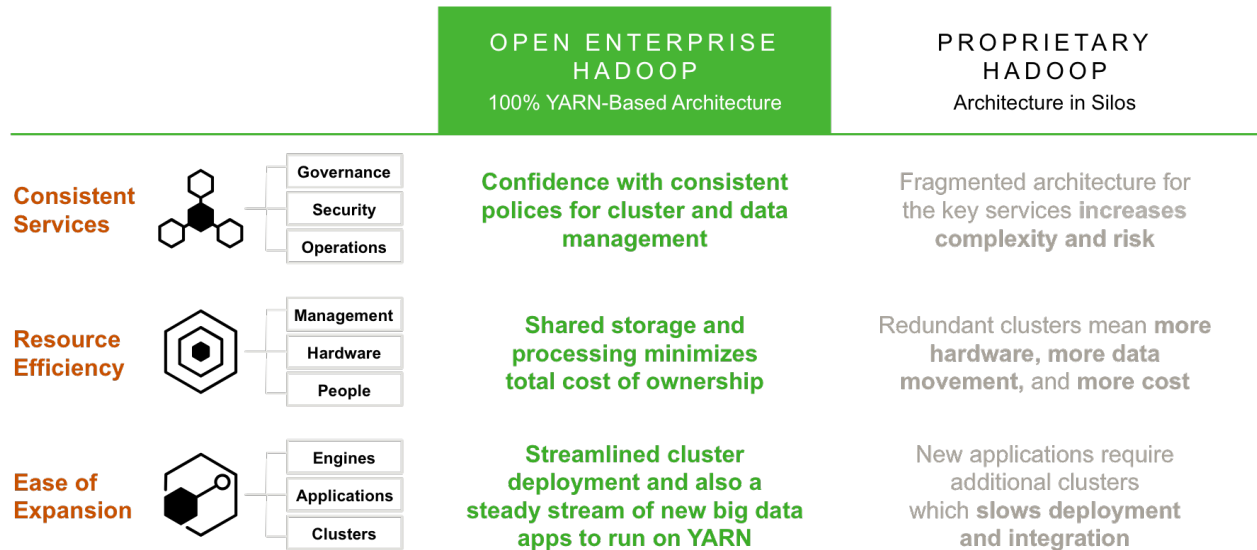 OPEN ENTERPRISE
HADOOP
100% YARN-Based Architecture
PROPRIETARY
HADOOP
Architecture in Silos
Consistent
Services
Governance
Security
Operations
Confidence with consistent
polices for cluster and data
management
Fragmented architecture for
the key services increases
complexity and risk
Resource
Efficiency
Management
Hardware
People
Shared storage and
processing minimizes
total cost of ownership
Redundant clusters mean more
hardware, more data
movement, and more cost
Ease of
Expansion
Engines
Applications
Clusters
Streamlined cluster
deployment and also a
steady stream of new big data
apps to run on YARN
New applications require
additional clusters
which slows deployment
and integration